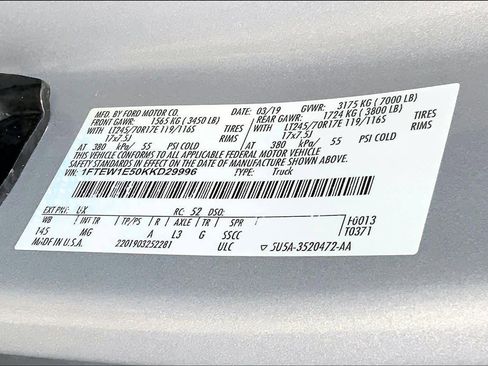 MFD. BY FORD MOTOR CO. DATE: 03/19 GVWR: 3175 KG ( 7000 LB)
FRONT GAWR: 1565 KG ( 3450 LB) REAR GAWR: 1724 KG ( 3800 LB)
WITH LT245/70R17E 119/116S TIRES WITH LT245/70R17E 119/116S TIRES
17x7.5J RIMS 17x7.5J RIMS
AT 380 kPa/ 55 PSI COLD AT 380 kPa/ 55 PSI COLD
THIS VEHICLE CONFORMS TO ALL APPLICABLE FEDERAL MOTOR VEHICLE
SAFETY STANDARDS IN EFFECT ON THE DATE OF MANUFACTURE SHOWN ABOVE.
VIN: 1FTEW1E50KKD29996 TYPE: Truck
EXT PNT: UX RC: 52 DSO:
WB INT TR TP/PS R AXLE TR SPR F0013
145 MG A L3 G SSCC T0371
MADE IN U.S.A. 2201903252281 ULC 5U5A-3520472-AA